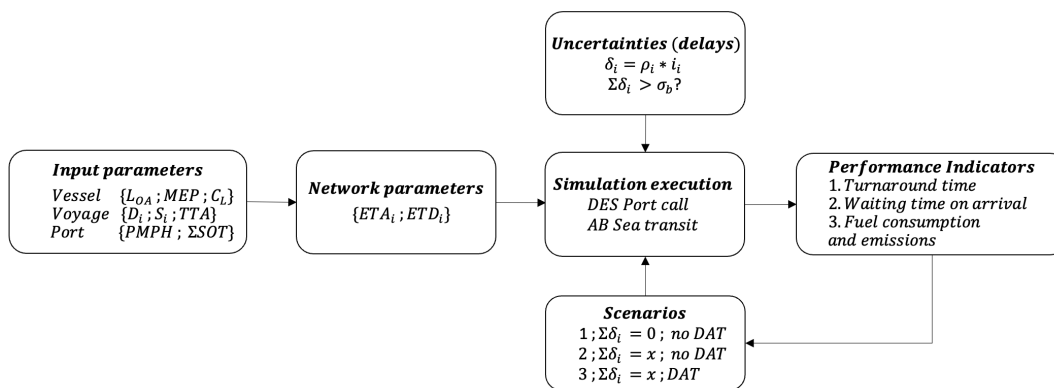 Uncertainties (delays)
δᵢ = ρᵢ * iᵢ
Σδᵢ > σ_b?
Input parameters
Vessel {L_OA ; MEP ; C_L}
Voyage {Dᵢ ; Sᵢ ; TTA}
Port {PMPH ; ΣSOT}
Network parameters
{ETAᵢ ; ETDᵢ}
Simulation execution
DES Port call
AB Sea transit
Performance Indicators
1. Turnaround time
2. Waiting time on arrival
3. Fuel consumption
and emissions
Scenarios
1 ; Σδᵢ = 0 ; no DAT
2 ; Σδᵢ = x ; no DAT
3 ; Σδᵢ = x ; DAT